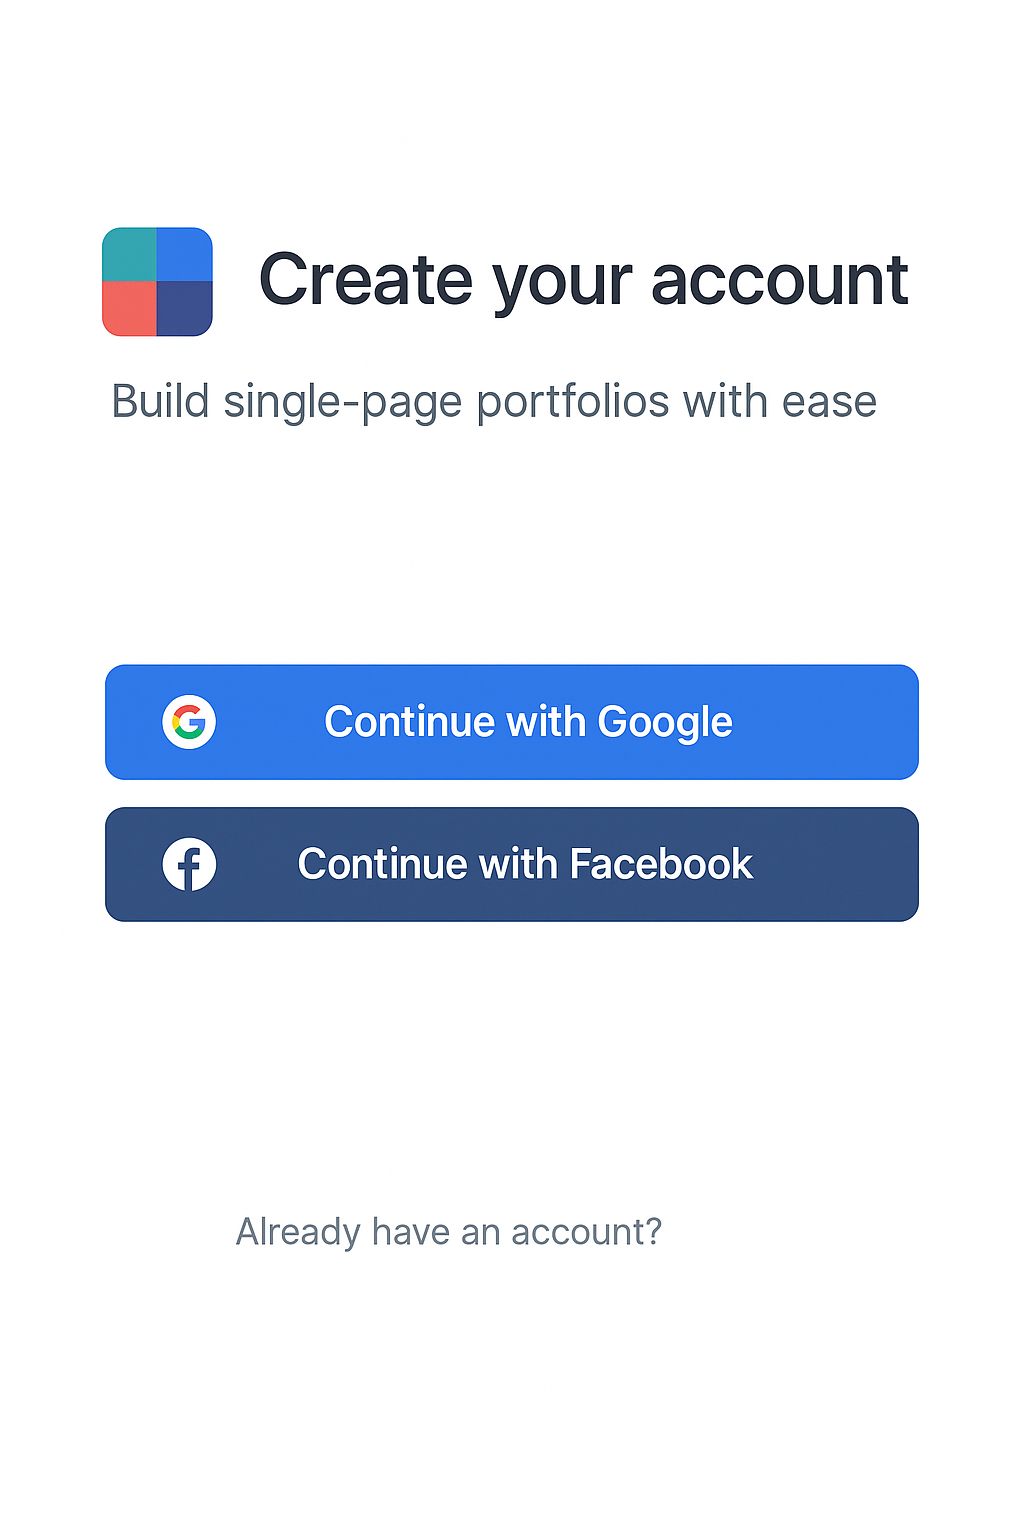 Create your account
Build single-page portfolios with ease
Continue with Google
Continue with Facebook
Already have an account?